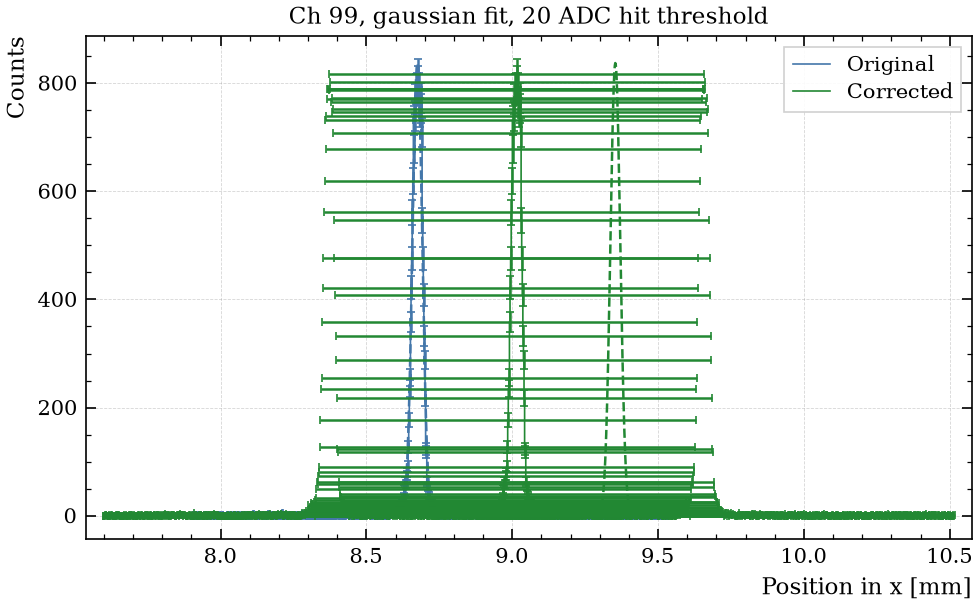 Ch 99, gaussian fit, 20 ADC hit threshold
Counts
Original
Corrected
800
600
400
200
0
8.0
8.5
9.0
9.5
10.0
10.5
Position in x [mm]